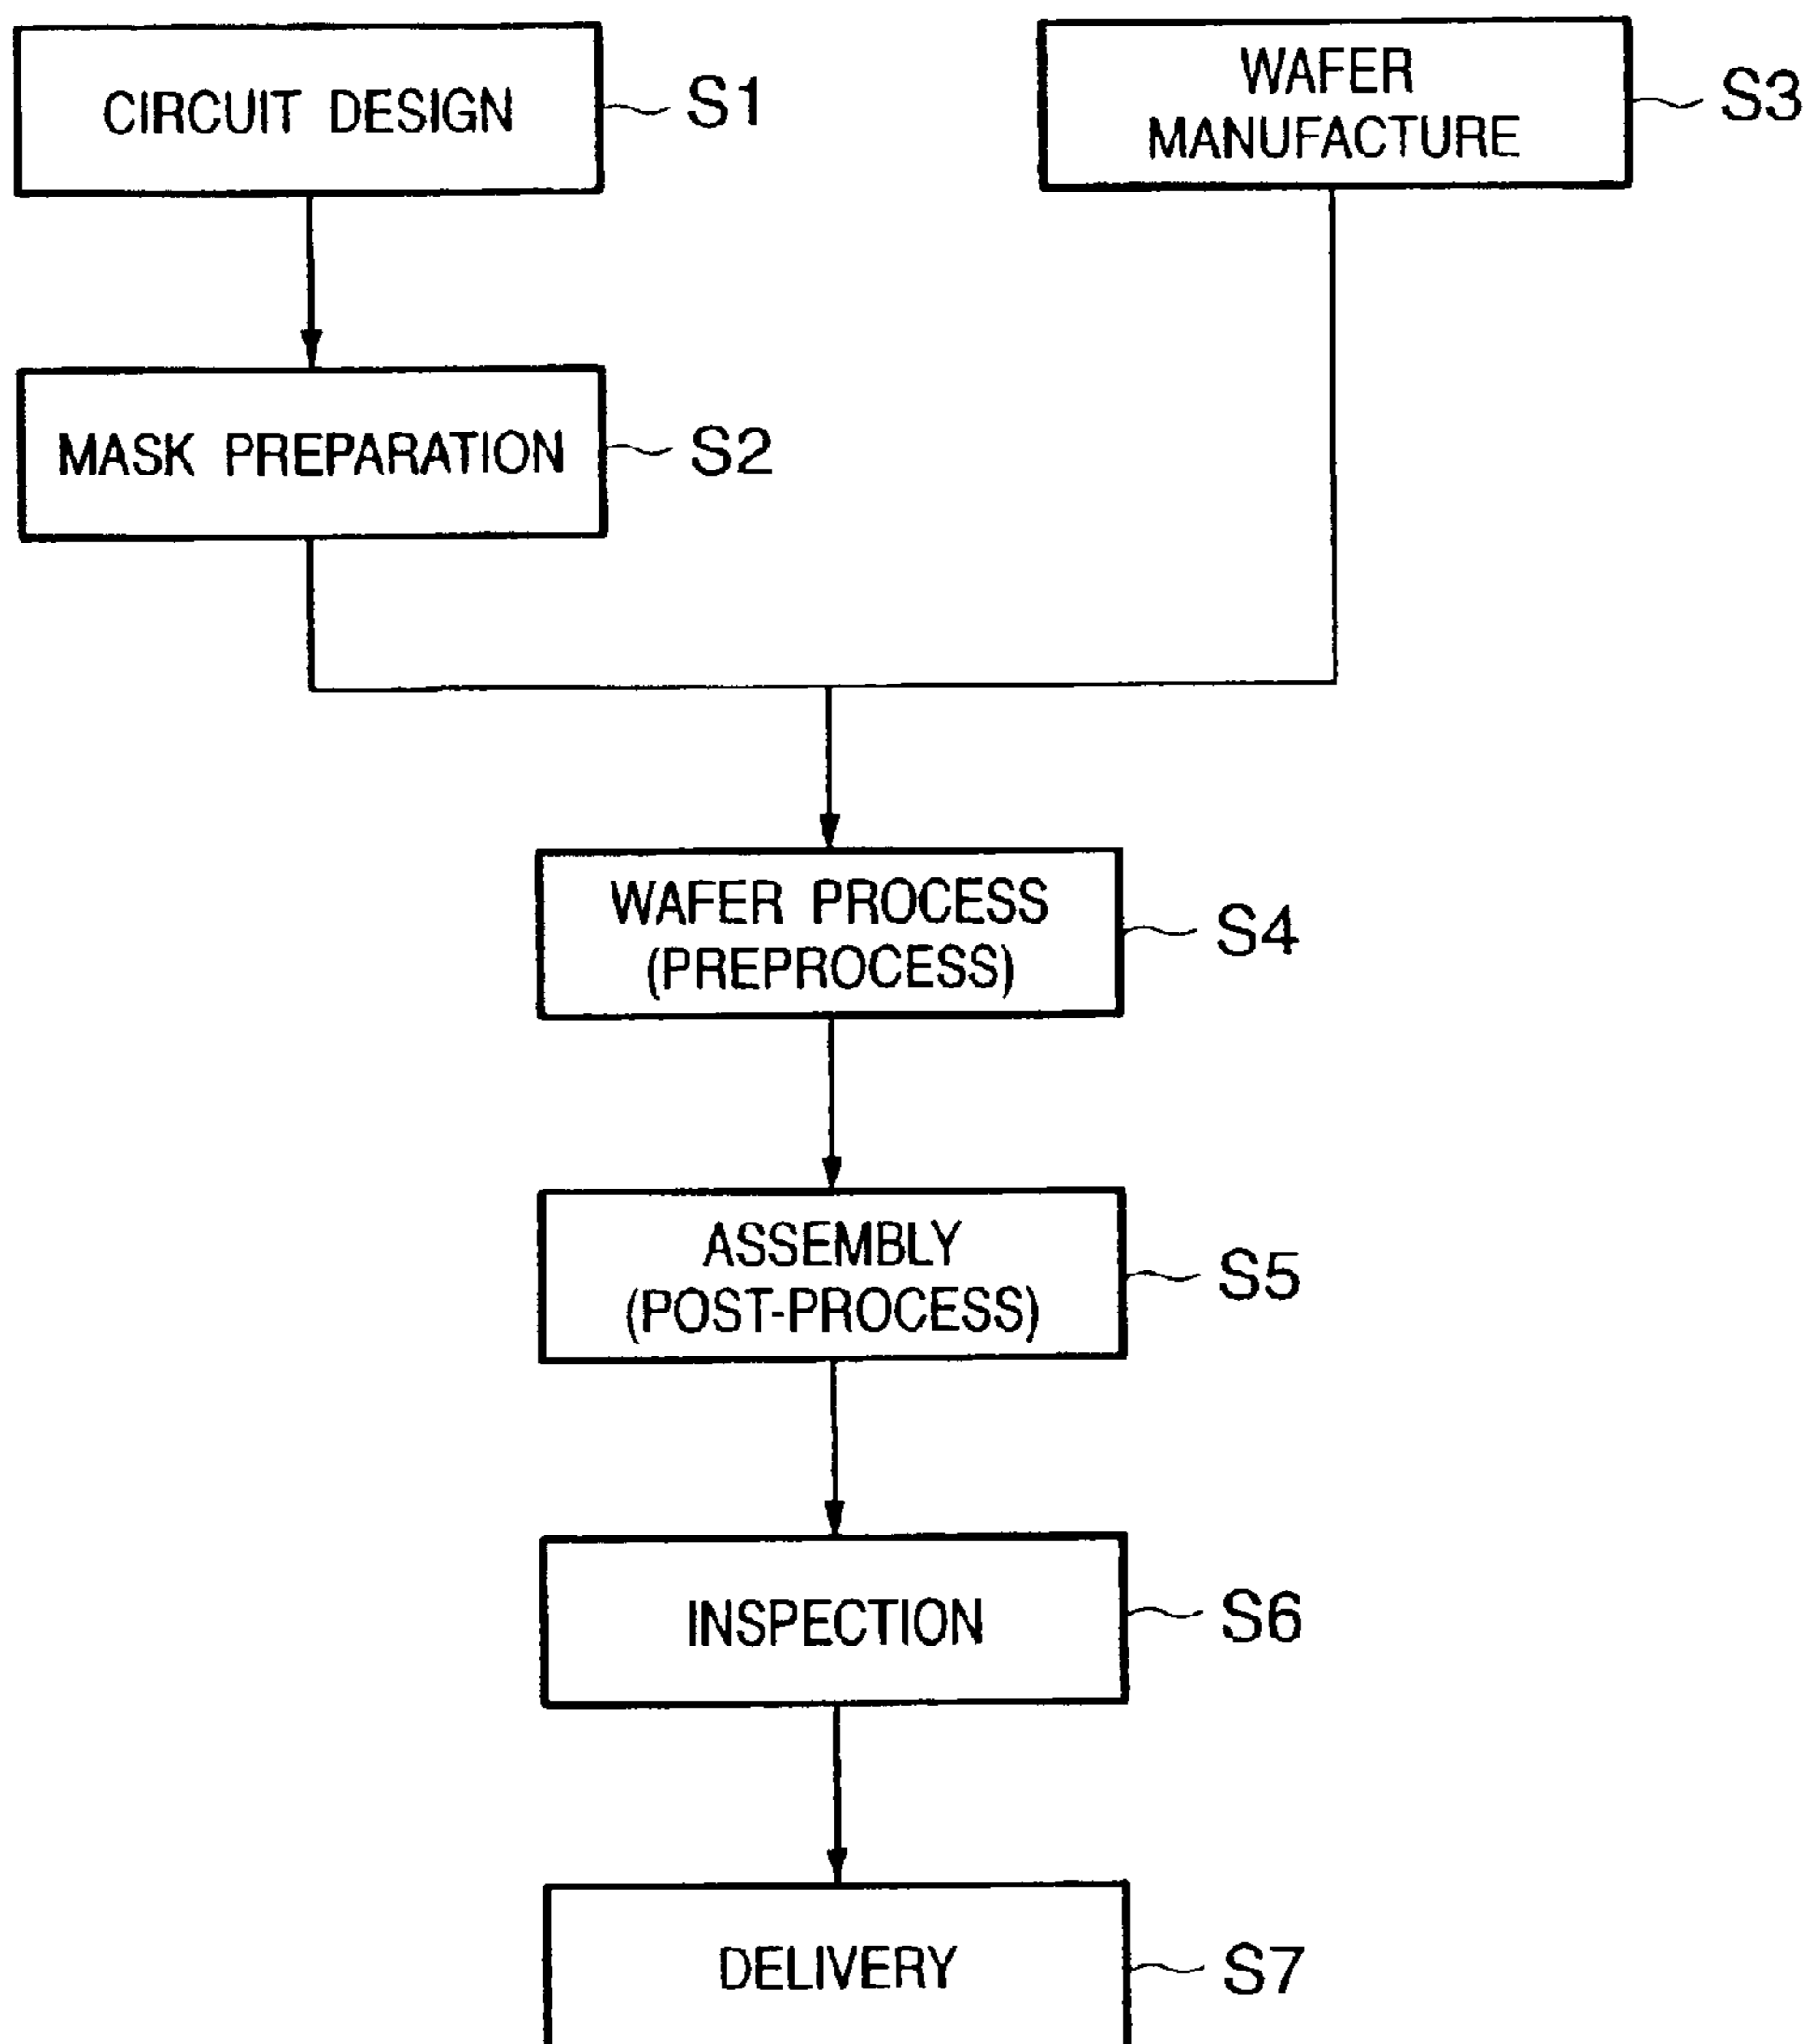 CIRCUIT DESIGN
S1
WAFER
MANUFACTURE
S3
MASK PREPARATION
S2
WAFER PROCESS
(PREPROCESS)
S4
ASSEMBLY
(POST-PROCESS)
S5
INSPECTION
S6
DELIVERY
S7